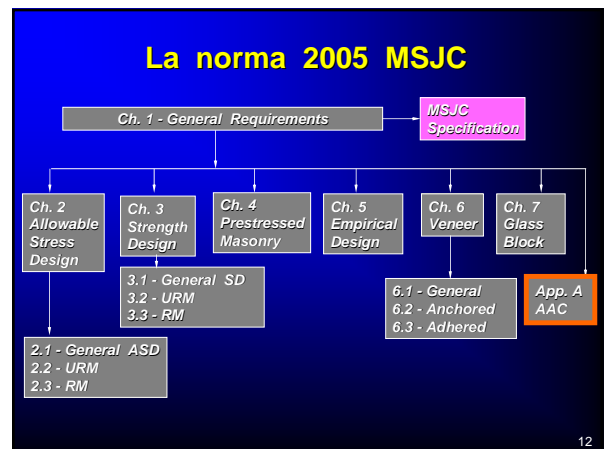 La norma 2005 MSJC
Ch. 1 - General Requirements
MSJC
Specification
Ch. 2
Allowable
Stress
Design
Ch. 3
Strength
Design
Ch. 4
Prestressed
Masonry
Ch. 5
Empirical
Design
Ch. 6
Veneer
Ch. 7
Glass
Block
3.1 - General SD
3.2 - URM
3.3 - RM
6.1 - General
6.2 - Anchored
6.3 - Adhered
App. A
AAC
2.1 - General ASD
2.2 - URM
2.3 - RM
12